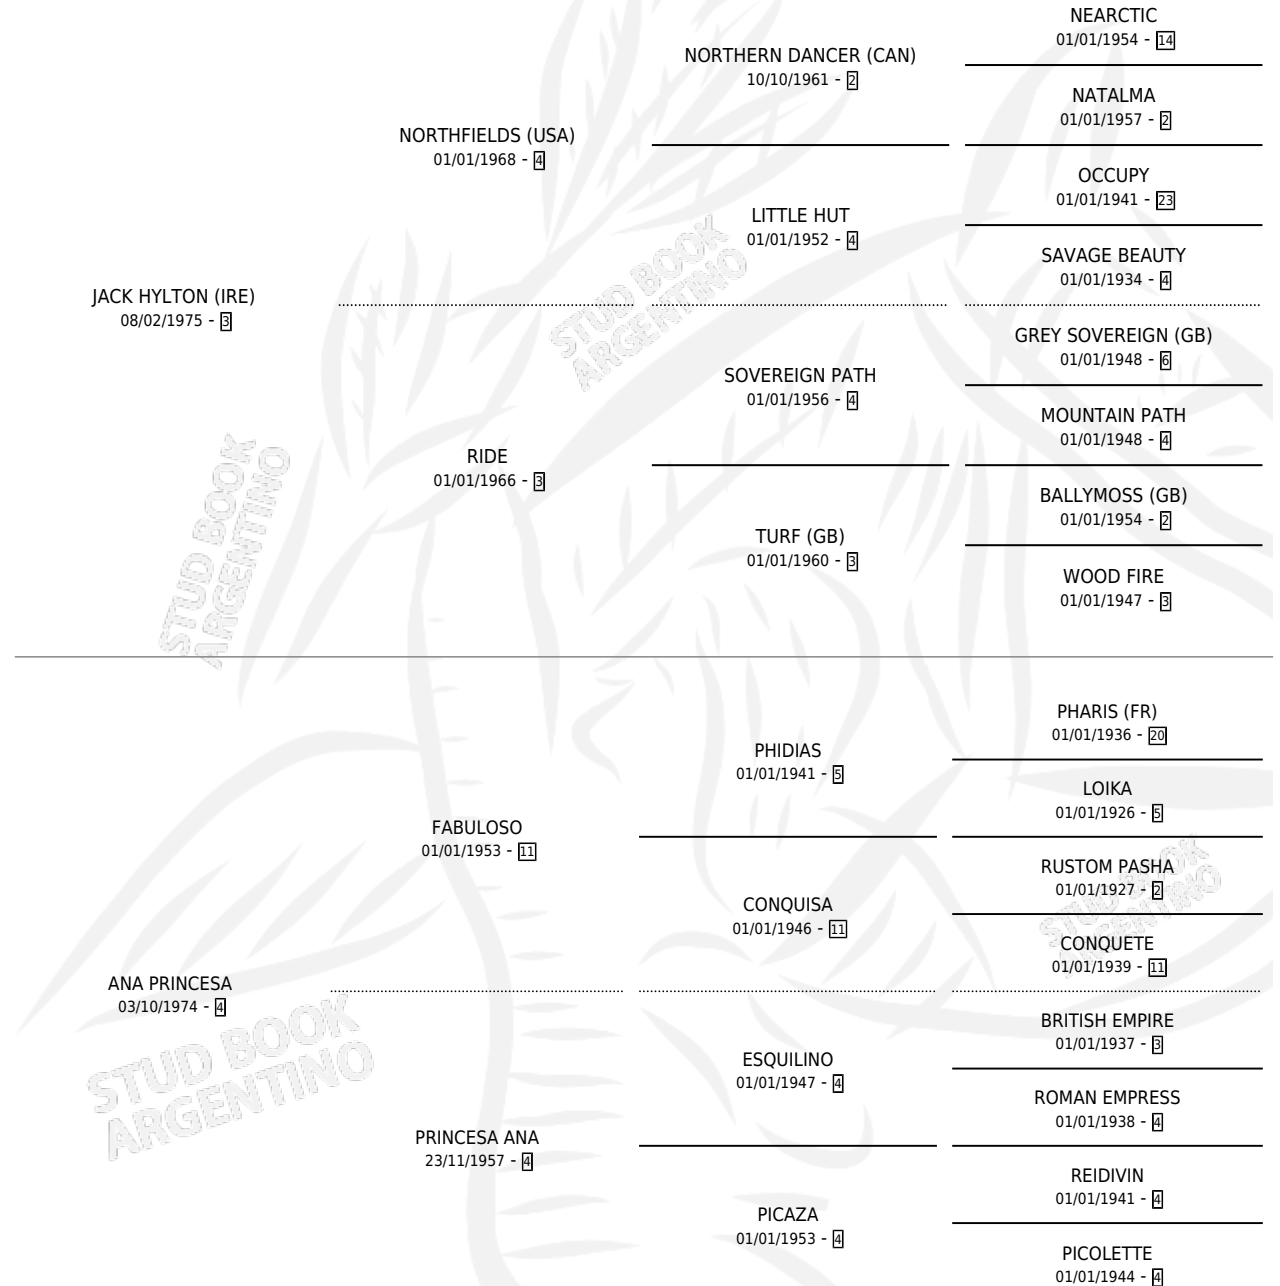 NEARCTIC
01/01/1954 - 14
NORTHERN DANCER (CAN)
10/10/1961 - 2
NATALMA
01/01/1957 - 2
NORTHFIELDS (USA)
01/01/1968 - 4
OCCUPY
01/01/1941 - 23
LITTLE HUT
01/01/1952 - 4
SAVAGE BEAUTY
01/01/1934 - 4
JACK HYLTON (IRE)
08/02/1975 - 3
STUD BOOK
ARGENTINO
GREY SOVEREIGN (GB)
01/01/1948 - 6
SOVEREIGN PATH
01/01/1956 - 4
MOUNTAIN PATH
01/01/1948 - 4
RIDE
01/01/1966 - 3
BALLYMOSS (GB)
01/01/1954 - 2
TURF (GB)
01/01/1960 - 3
WOOD FIRE
01/01/1947 - 3
STUD BOOK
ARGENTINO
PHARIS (FR)
01/01/1936 - 20
PHIDIAS
01/01/1941 - 5
LOIKA
01/01/1926 - 5
FABULOSO
01/01/1953 - 11
RUSTOM PASHA
01/01/1927 - 2
CONQUISA
01/01/1946 - 11
CONQUETE
01/01/1939 - 11
STUD BOOK
ARGENTINO
ANA PRINCESA
03/10/1974 - 4
BRITISH EMPIRE
01/01/1937 - 3
ESQUILINO
01/01/1947 - 4
ROMAN EMPRESS
01/01/1938 - 4
STUD BOOK
ARGENTINO
PRINCESA ANA
23/11/1957 - 4
REIDIVIN
01/01/1941 - 4
PICAZA
01/01/1953 - 4
PICOLETTE
01/01/1944 - 4